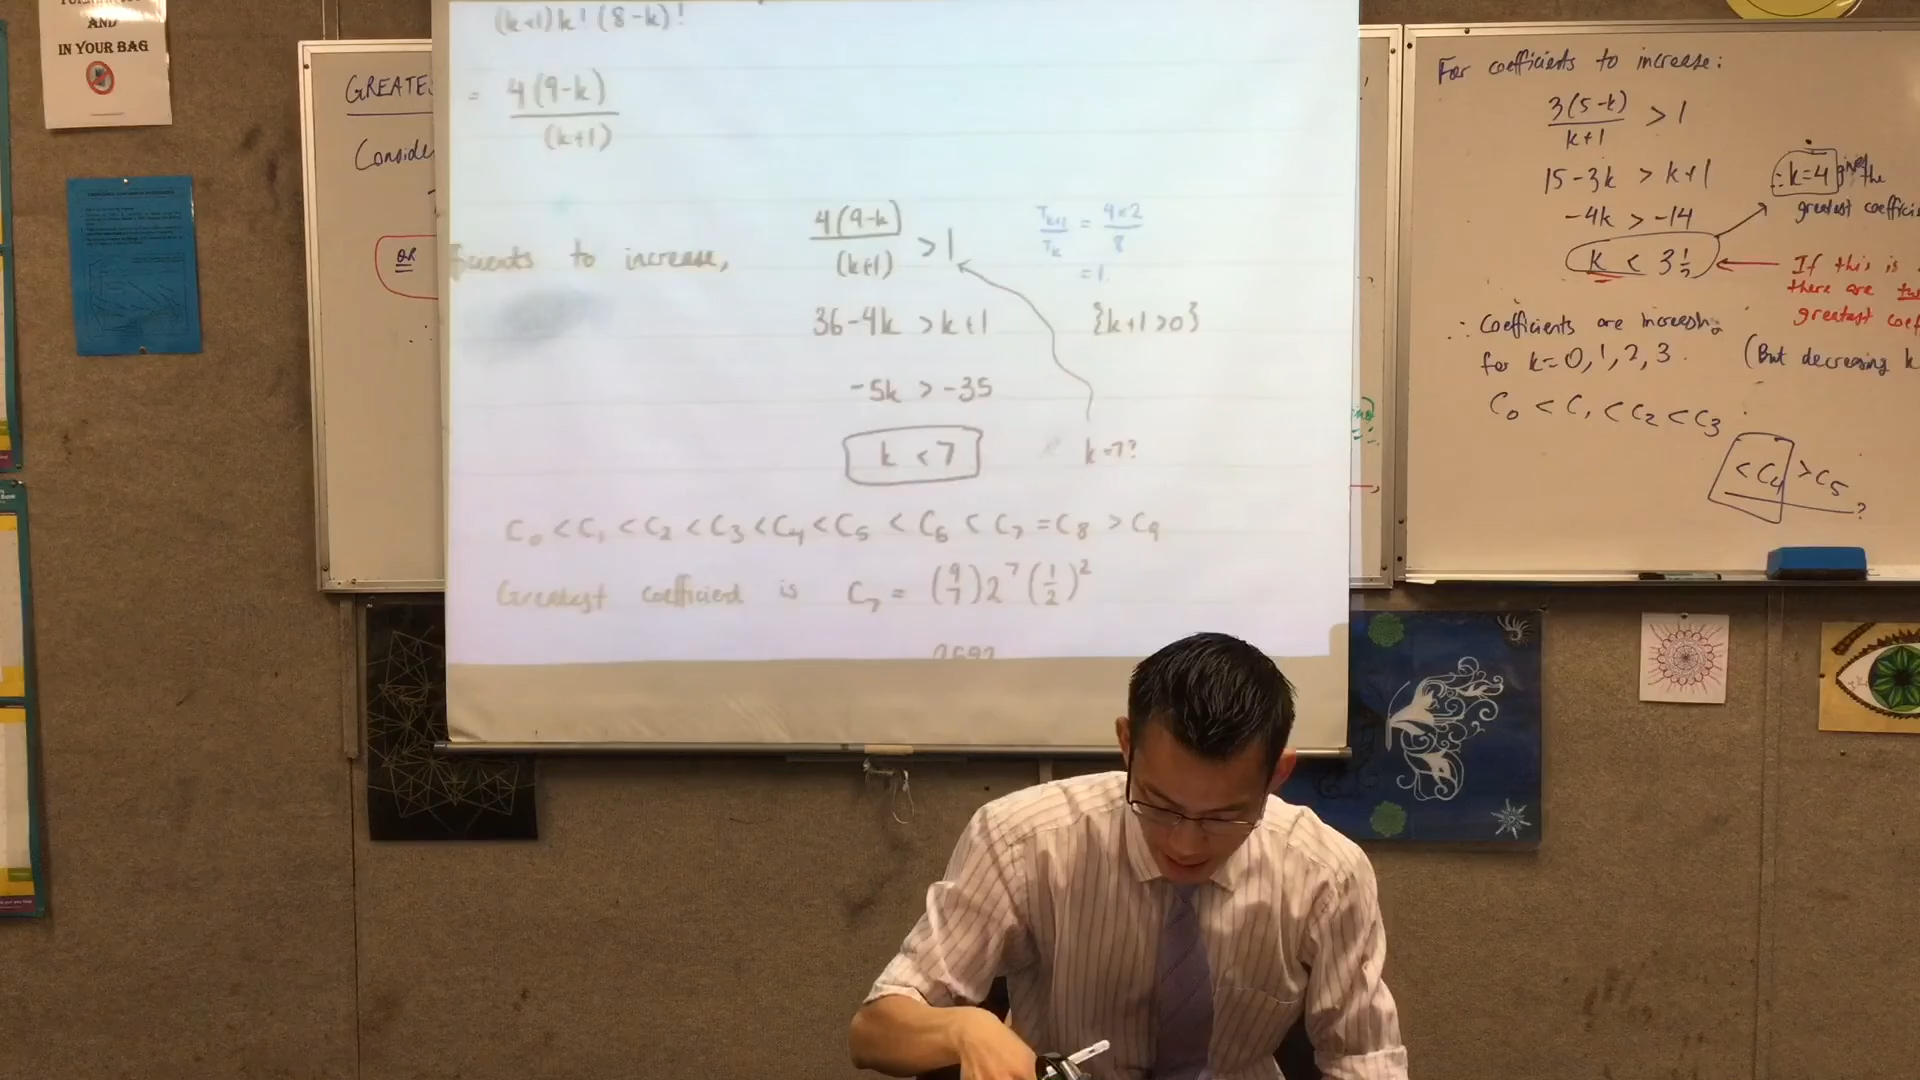 AND
IN YOUR BAG
GREATES
Conside
OR
(k+1)k!(8-k)!
= 4(9-k)
(k+1)
ficients to increase,
4(9-k)
(k+1)
> 1
36-4k > k+1
{k+1>0}
-5k > -35
k < 7
k=7?
Tk+1
Tk
= 4×2
8
= 1.
C0 < C1 < C2 < C3 < C4 < C5 < C6 < C7 = C8 > C9
Greatest coefficient is C7 = (9 7) 2^7 (1/2)^2
For coefficients to increase:
3(5-k)
k+1
> 1
15-3k > k+1
-4k > -14
k < 3½
∴ k=4 gives the
greatest coeffici
If this is
there are tw
greatest coef
∴ Coefficients are increasing
for k=0, 1, 2, 3. (But decreasing k
C0 < C1 < C2 < C3
< C4 > C5
?